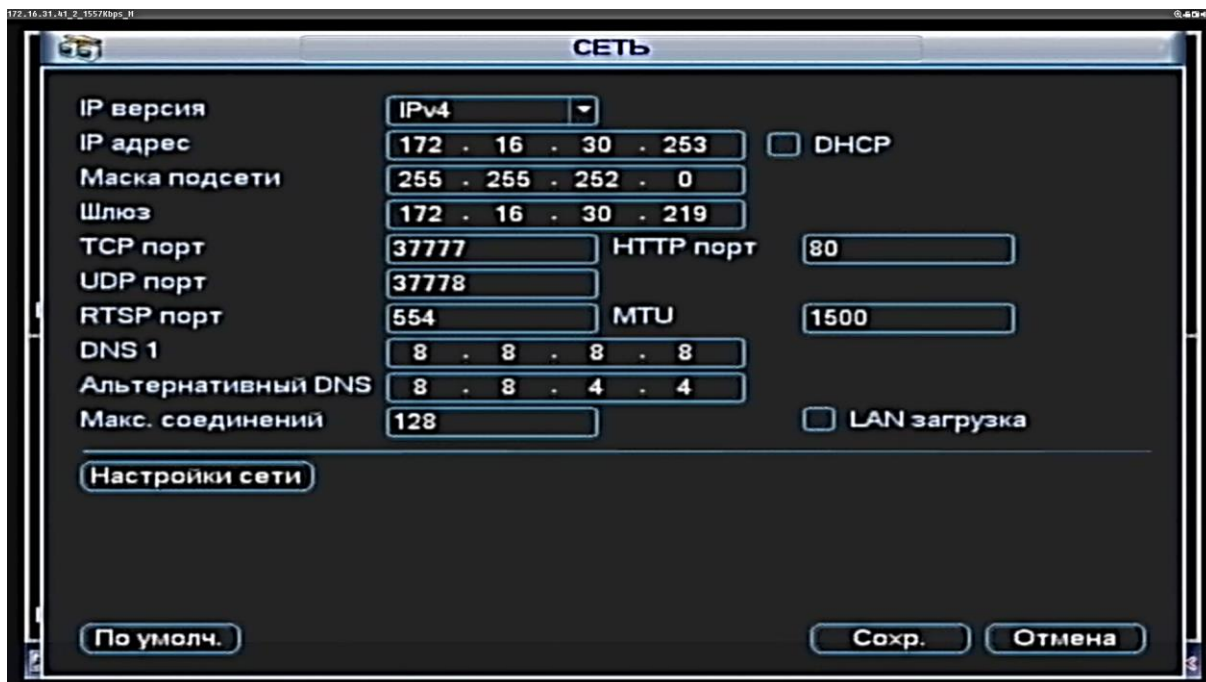 172.16.31.41_2_1557Kbps_M
СЕТЬ
IP версия IPv4
IP адрес 172 . 16 . 30 . 253 DHCP
Маска подсети 255 . 255 . 252 . 0
Шлюз 172 . 16 . 30 . 219
TCP порт 37777 HTTP порт 80
UDP порт 37778
RTSP порт 554 MTU 1500
DNS 1 8 . 8 . 8 . 8
Альтернативный DNS 8 . 8 . 4 . 4
Макс. соединений 128 LAN загрузка
Настройки сети
По умолч. Сохр. Отмена